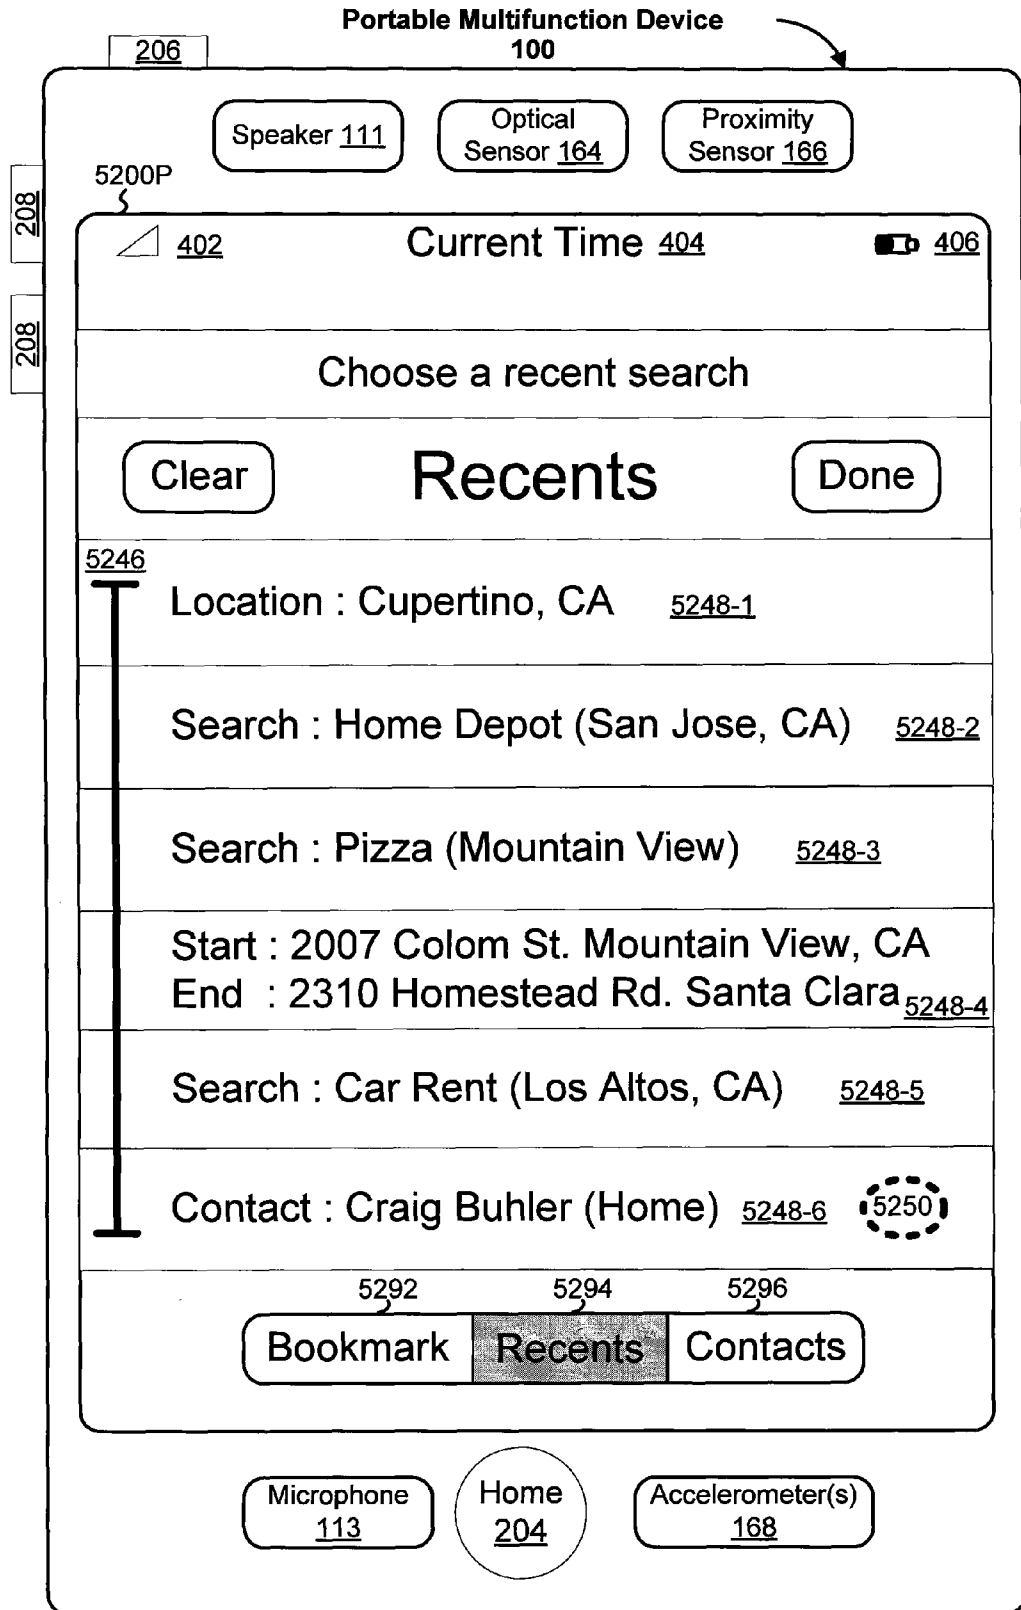 Portable Multifunction Device
100
206
Speaker 111
Optical
Sensor 164
Proximity
Sensor 166
5200P
208
402
Current Time 404
406
208
Choose a recent search
Clear
Recents
Done
5246
Location : Cupertino, CA 5248-1
Search : Home Depot (San Jose, CA) 5248-2
Search : Pizza (Mountain View) 5248-3
Start : 2007 Colom St. Mountain View, CA
End : 2310 Homestead Rd. Santa Clara 5248-4
Search : Car Rent (Los Altos, CA) 5248-5
Contact : Craig Buhler (Home) 5248-6 5250
5292 5294 5296
Bookmark Recents Contacts
Microphone
113
Home
204
Accelerometer(s)
168